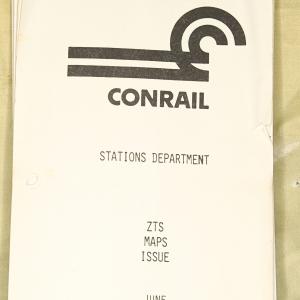 CONRAIL
STATIONS DEPARTMENT
ZTS
MAPS
ISSUE
JUNE